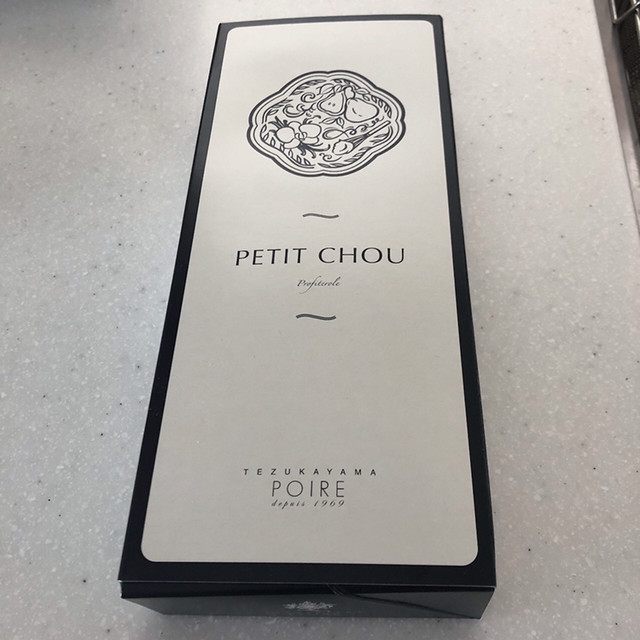 PETIT CHOU
Profiterole
TEZUKAYAMA
POIRE
depuis 1969